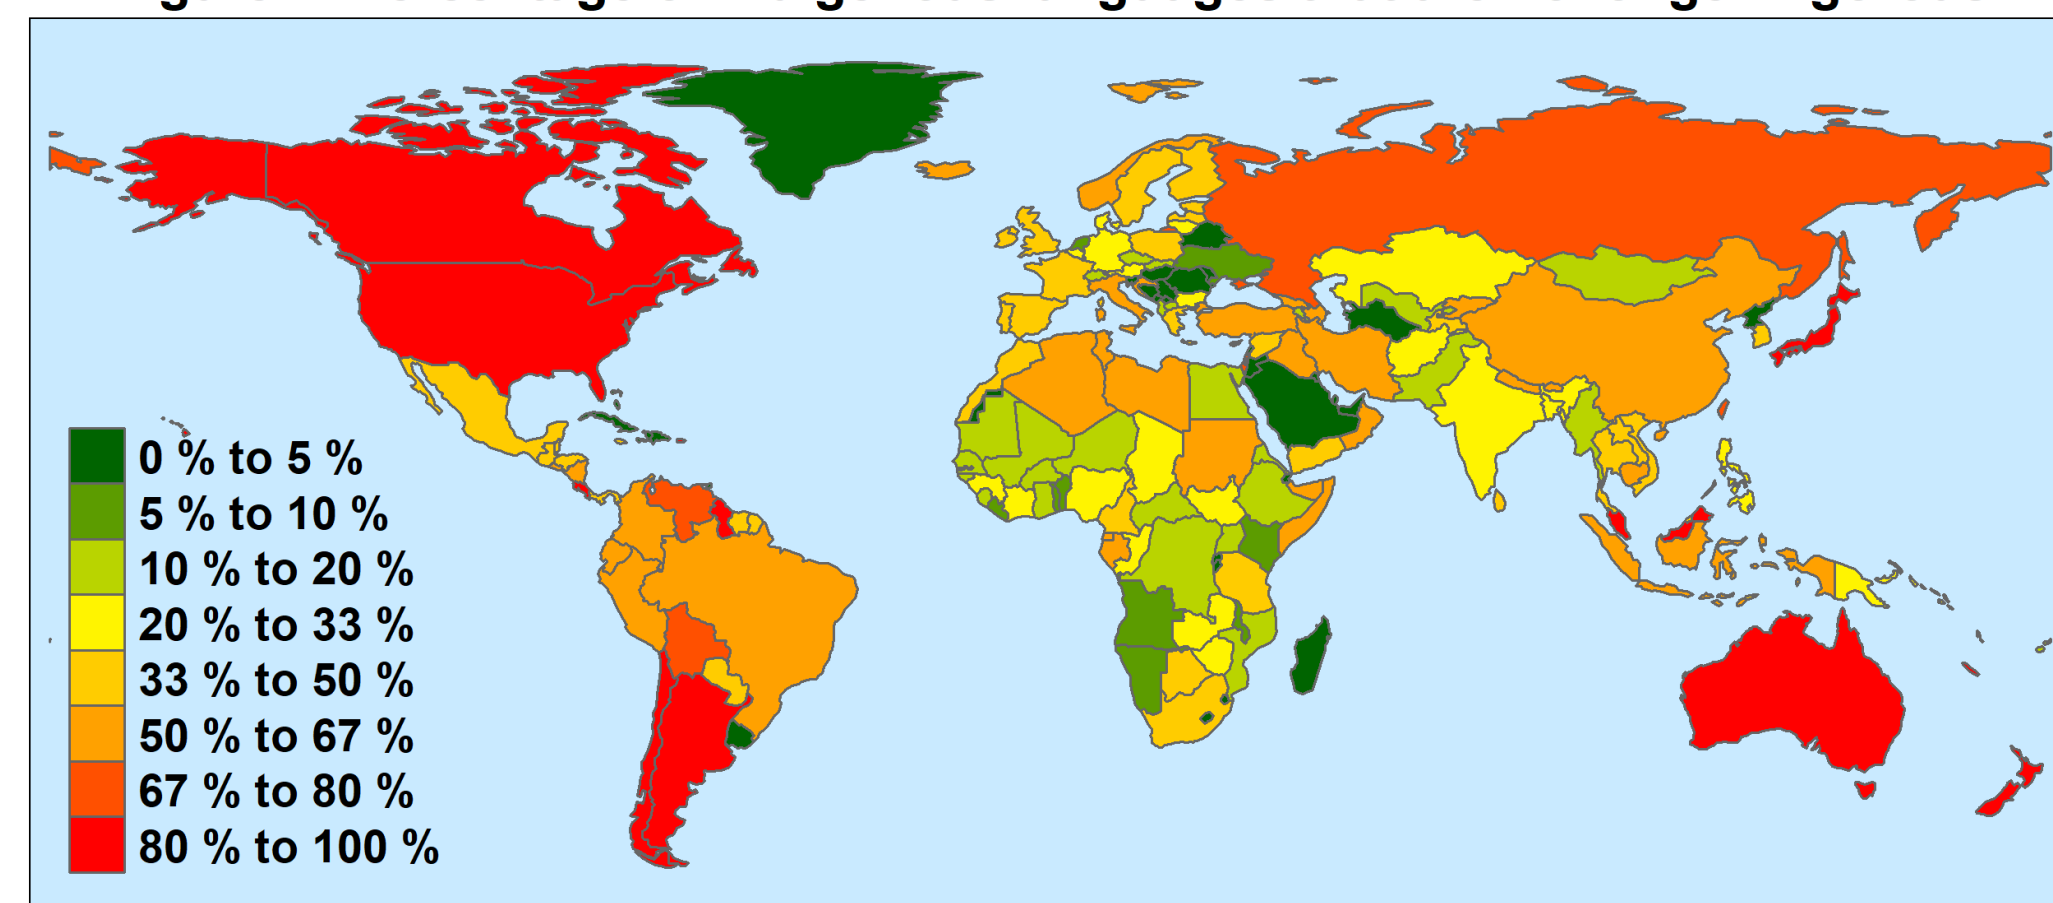 0 % to 5 %
5 % to 10 %
10 % to 20 %
20 % to 33 %
33 % to 50 %
50 % to 67 %
67 % to 80 %
80 % to 100 %